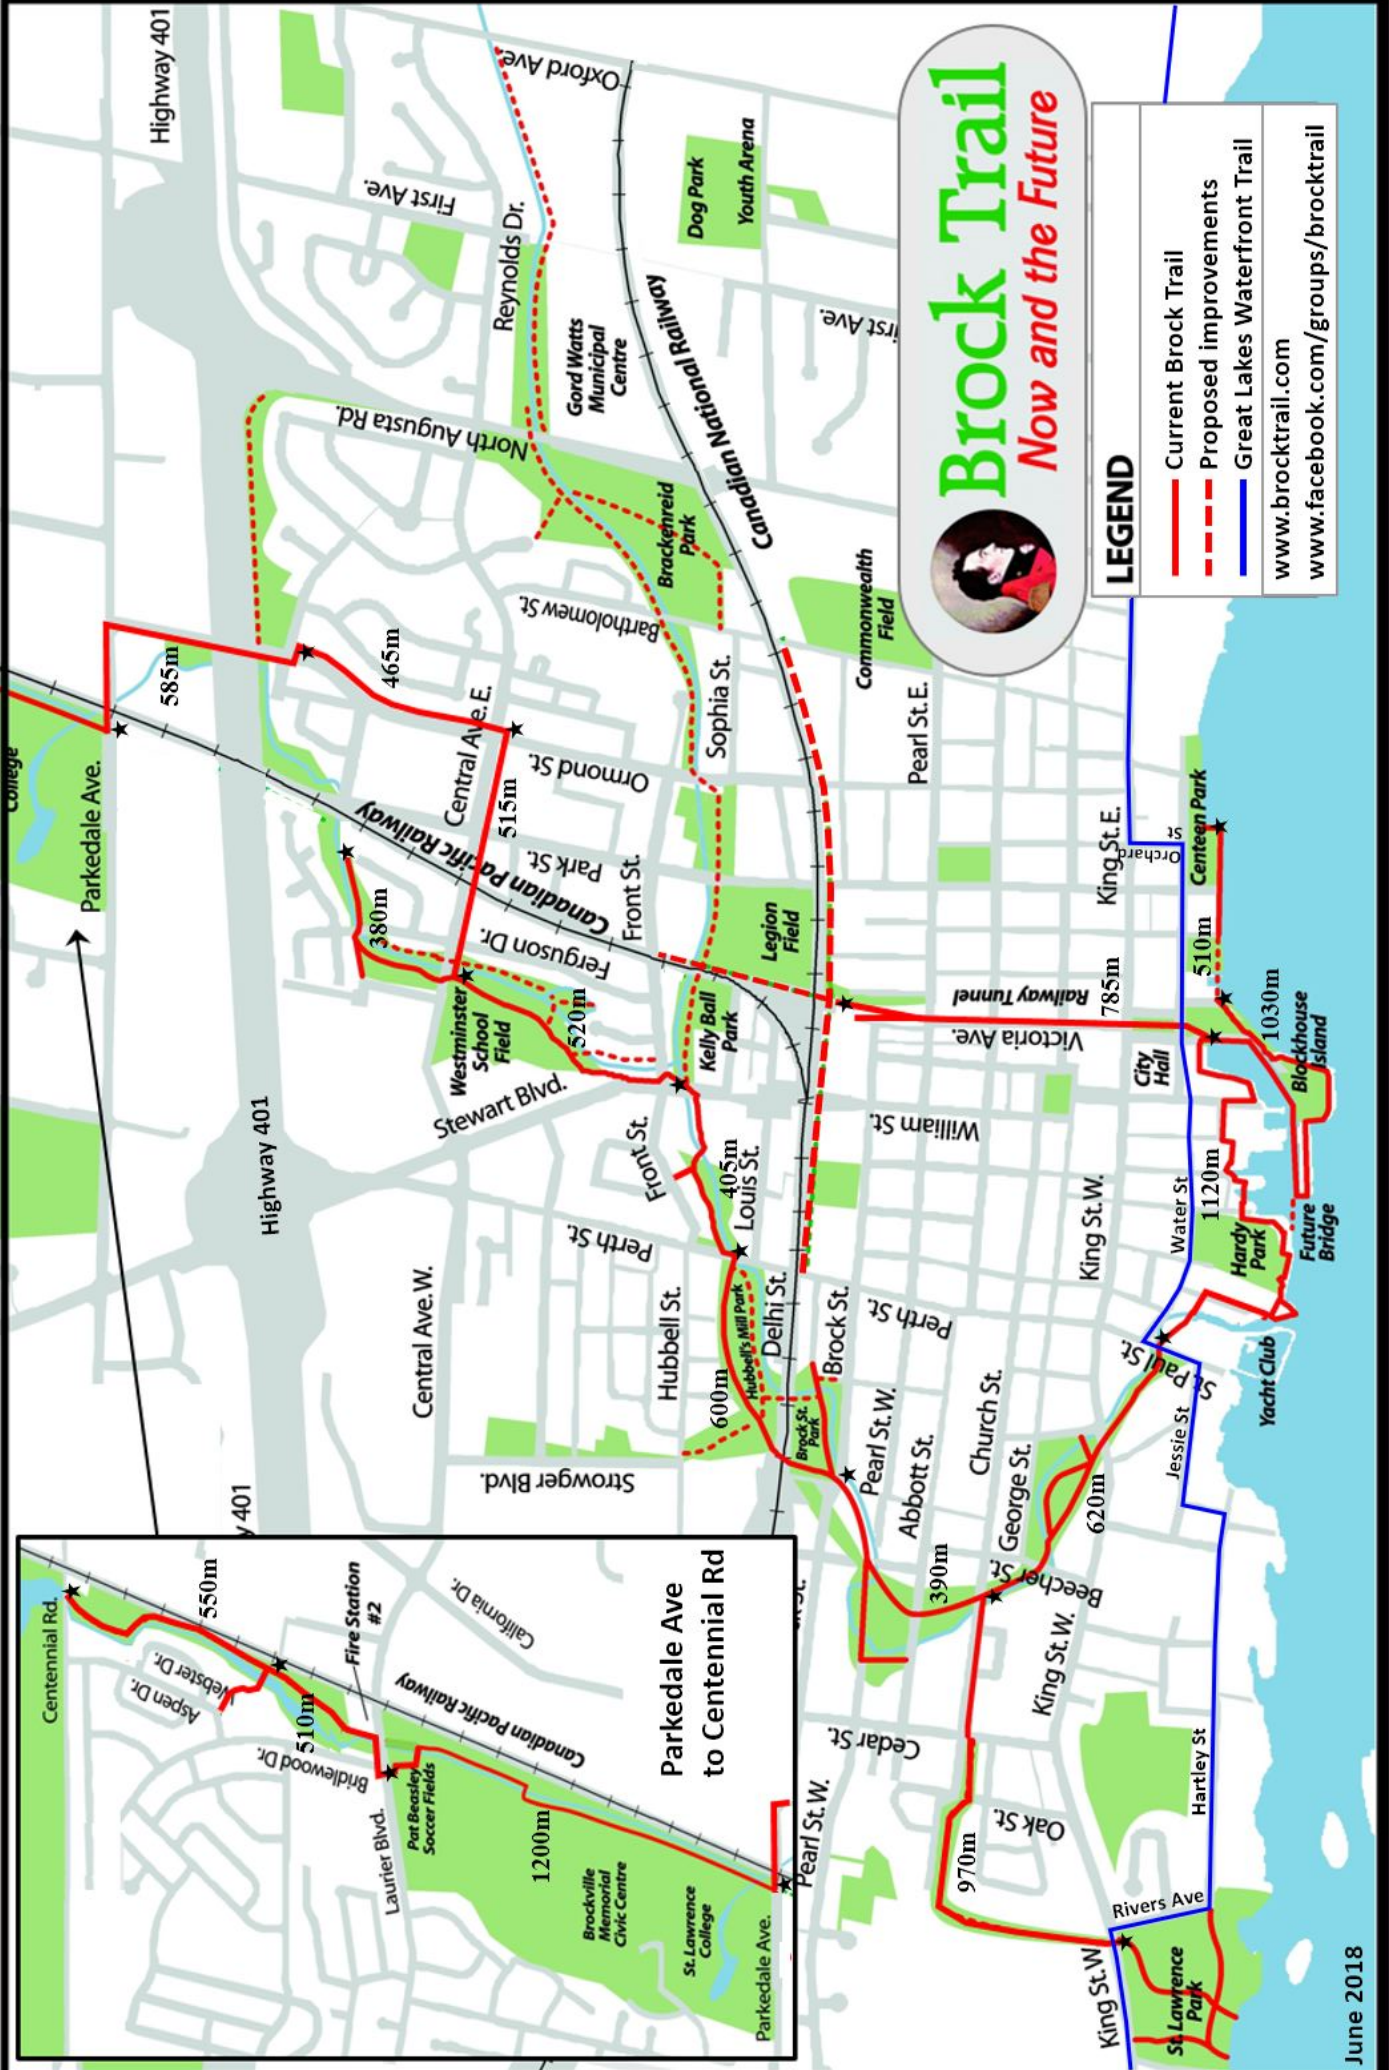 Highway 401
Oxford Ave.
First Ave.
Reynolds Dr.
Dog Park
Youth Arena
Gord Watts
Municipal
Centre
Canadian National Railway
North Augusta Rd.
Brackenreid
Park
Bartholomew St.
Commonwealth
Field
Brock Trail
Now and the Future
LEGEND
Current Brock Trail
Proposed improvements
Great Lakes Waterfront Trail
www.brocktrail.com
www.facebook.com/groups/brocktrail
College
Parkedale Ave.
585m
465m
Central Ave. E.
Ormond St.
Sophia St.
Pearl St. E.
515m
Canadian Pacific Railway
Park St.
Front St.
Canadian Pacific Railway
Ferguson Dr.
380m
Legion
Field
King St. E.
Orchard
St
Centeen Park
510m
Westminster
School
Field
520m
Kelly Ball
Park
Railway Tunnel
785m
Victoria Ave.
City
Hall
1030m
Blockhouse
Island
Stewart Blvd.
Highway 401
Front St.
405m
Louis St.
William St.
Perth St.
King St. W.
Water St
1120m
Hardy
Park
Future
Bridge
Central Ave. W.
Hubbell St.
Hubbell's Mill Park
Delhi St.
Brock St.
Perth St.
600m
Brock St.
Park
Strowger Blvd.
Pearl St. W.
Abbott St.
Church St.
George St.
St. Paul St.
Jessie St
Yacht Club
620m
Beecher St.
390m
King St. W.
Cedar St.
Oak St.
Hartley St
970m
Pearl St. W.
Rivers Ave
King St. W
St. Lawrence
Park
June 2018
Centennial Rd.
550m
Webster Dr.
Aspen Dr.
510m
Fire Station
#2
California Dr.
Bridlewood Dr.
Canadian Pacific Railway
Laurier Blvd.
Pat Beasley
Soccer Fields
1200m
Brockville
Memorial
Civic Centre
St. Lawrence
College
Parkedale Ave.
Parkedale Ave
to Centennial Rd